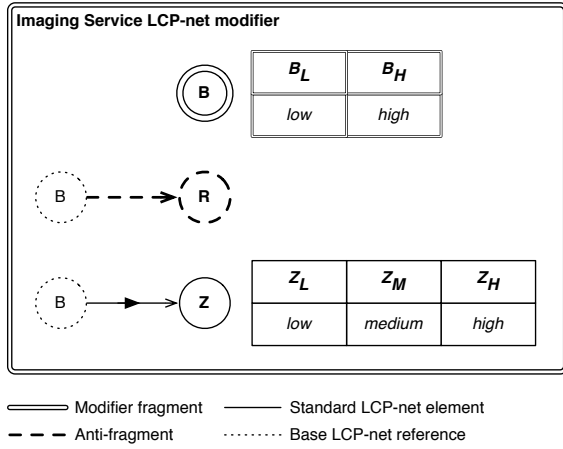 Imaging Service LCP-net modifier
B
B_L B_H
low high
B R
B Z
Z_L Z_M Z_H
low medium high
Modifier fragment Standard LCP-net element
Anti-fragment Base LCP-net reference